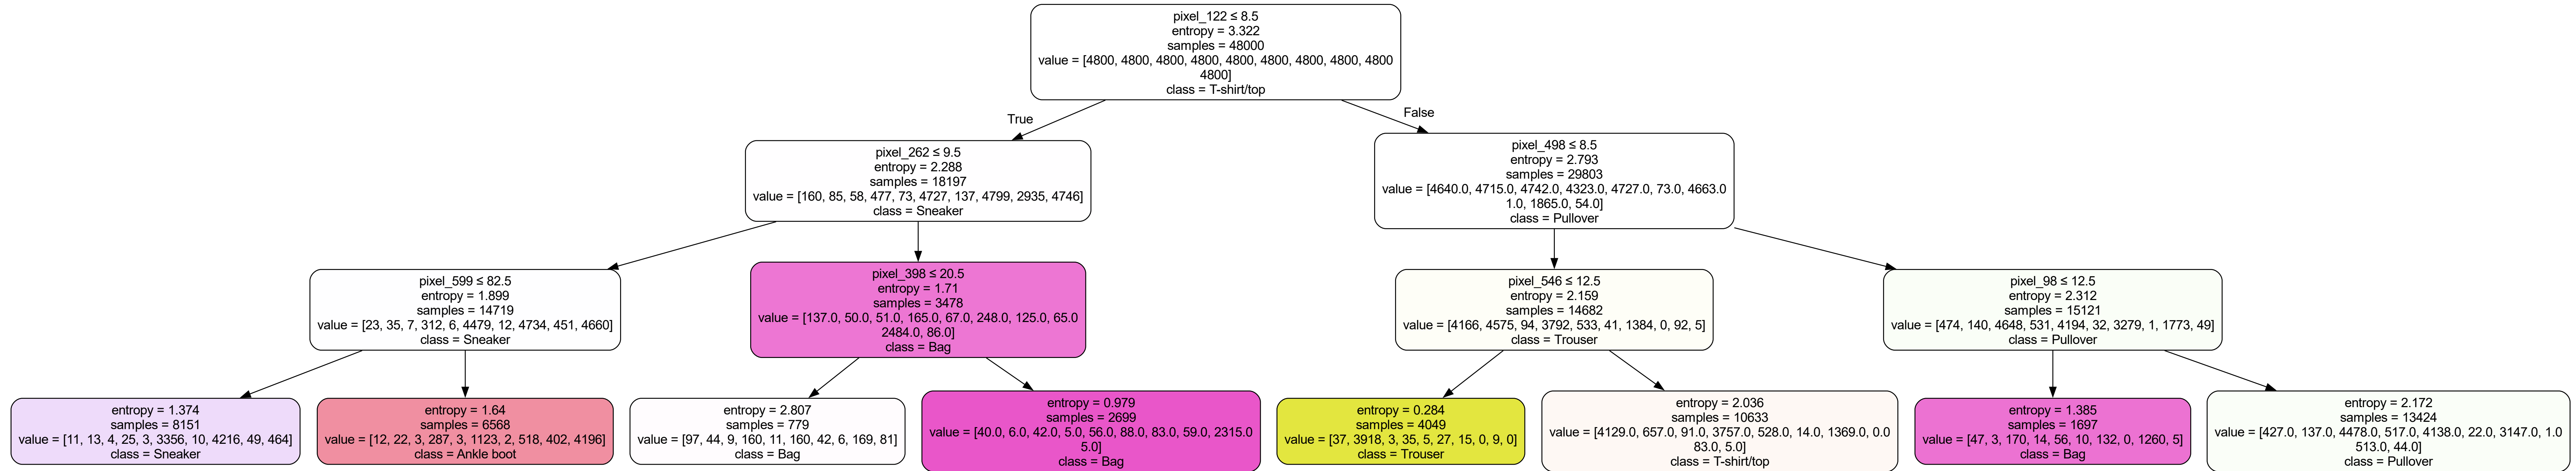 pixel_122 ≤ 8.5
entropy = 3.322
samples = 48000
value = [4800, 4800, 4800, 4800, 4800, 4800, 4800, 4800, 4800
4800]
class = T-shirt/top
True
False
pixel_262 ≤ 9.5
entropy = 2.288
samples = 18197
value = [160, 85, 58, 477, 73, 4727, 137, 4799, 2935, 4746]
class = Sneaker
pixel_498 ≤ 8.5
entropy = 2.793
samples = 29803
value = [4640.0, 4715.0, 4742.0, 4323.0, 4727.0, 73.0, 4663.0
1.0, 1865.0, 54.0]
class = Pullover
pixel_599 ≤ 82.5
entropy = 1.899
samples = 14719
value = [23, 35, 7, 312, 6, 4479, 12, 4734, 451, 4660]
class = Sneaker
pixel_398 ≤ 20.5
entropy = 1.71
samples = 3478
value = [137.0, 50.0, 51.0, 165.0, 67.0, 248.0, 125.0, 65.0
2484.0, 86.0]
class = Bag
pixel_546 ≤ 12.5
entropy = 2.159
samples = 14682
value = [4166, 4575, 94, 3792, 533, 41, 1384, 0, 92, 5]
class = Trouser
pixel_98 ≤ 12.5
entropy = 2.312
samples = 15121
value = [474, 140, 4648, 531, 4194, 32, 3279, 1, 1773, 49]
class = Pullover
entropy = 1.374
samples = 8151
value = [11, 13, 4, 25, 3, 3356, 10, 4216, 49, 464]
class = Sneaker
entropy = 1.64
samples = 6568
value = [12, 22, 3, 287, 3, 1123, 2, 518, 402, 4196]
class = Ankle boot
entropy = 2.807
samples = 779
value = [97, 44, 9, 160, 11, 160, 42, 6, 169, 81]
class = Bag
entropy = 0.979
samples = 2699
value = [40.0, 6.0, 42.0, 5.0, 56.0, 88.0, 83.0, 59.0, 2315.0
5.0]
class = Bag
entropy = 0.284
samples = 4049
value = [37, 3918, 3, 35, 5, 27, 15, 0, 9, 0]
class = Trouser
entropy = 2.036
samples = 10633
value = [4129.0, 657.0, 91.0, 3757.0, 528.0, 14.0, 1369.0, 0.0
83.0, 5.0]
class = T-shirt/top
entropy = 1.385
samples = 1697
value = [47, 3, 170, 14, 56, 10, 132, 0, 1260, 5]
class = Bag
entropy = 2.172
samples = 13424
value = [427.0, 137.0, 4478.0, 517.0, 4138.0, 22.0, 3147.0, 1.0
513.0, 44.0]
class = Pullover